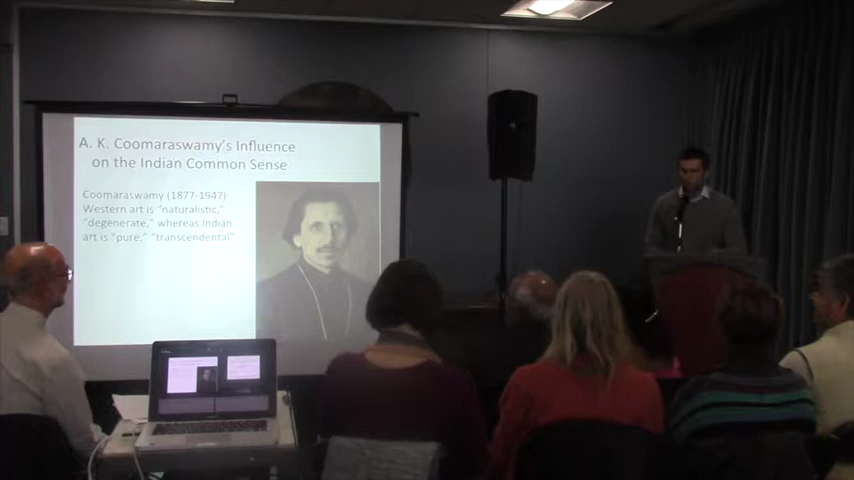 A. K. Coomaraswamy's Influence
on the Indian Common Sense
Coomaraswamy (1877-1947)
Western art is "naturalistic,"
"degenerate," whereas Indian
art is "pure," "transcendental"